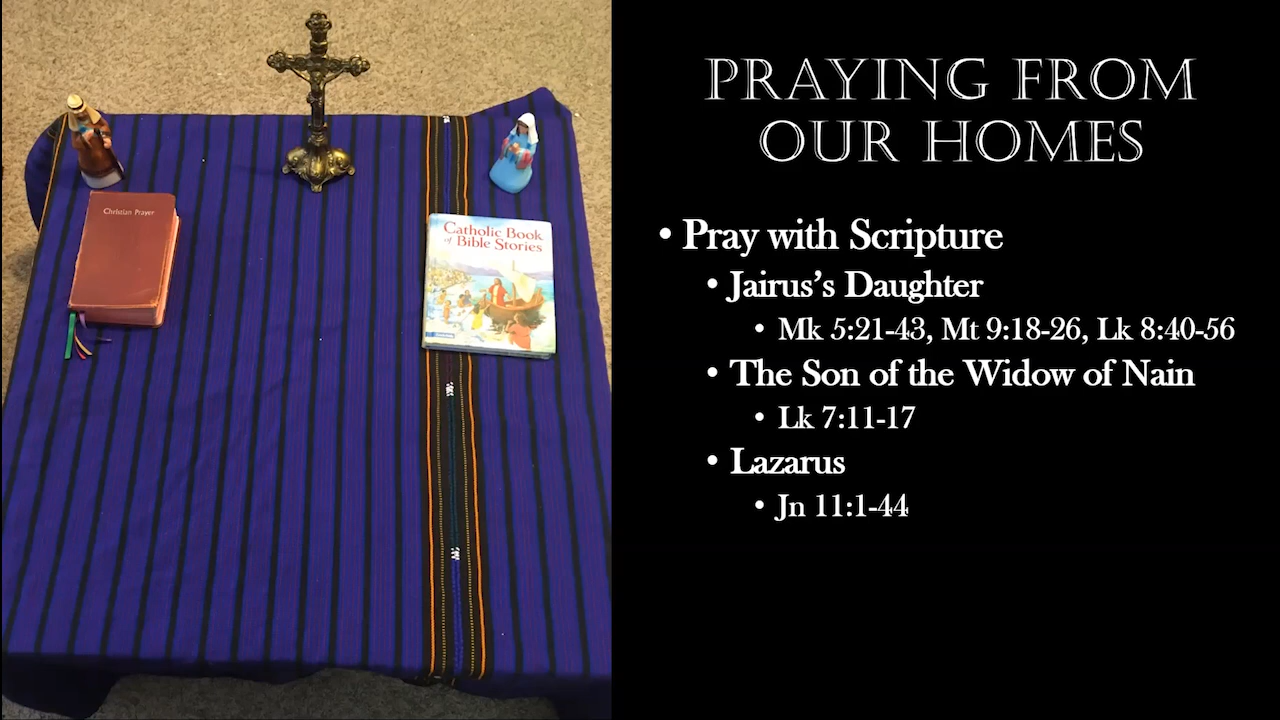 Christian Prayer
Catholic Book
of Bible Stories
PRAYING FROM
OUR HOMES
• Pray with Scripture
• Jairus's Daughter
• Mk 5:21-43, Mt 9:18-26, Lk 8:40-56
• The Son of the Widow of Nain
• Lk 7:11-17
• Lazarus
• Jn 11:1-44